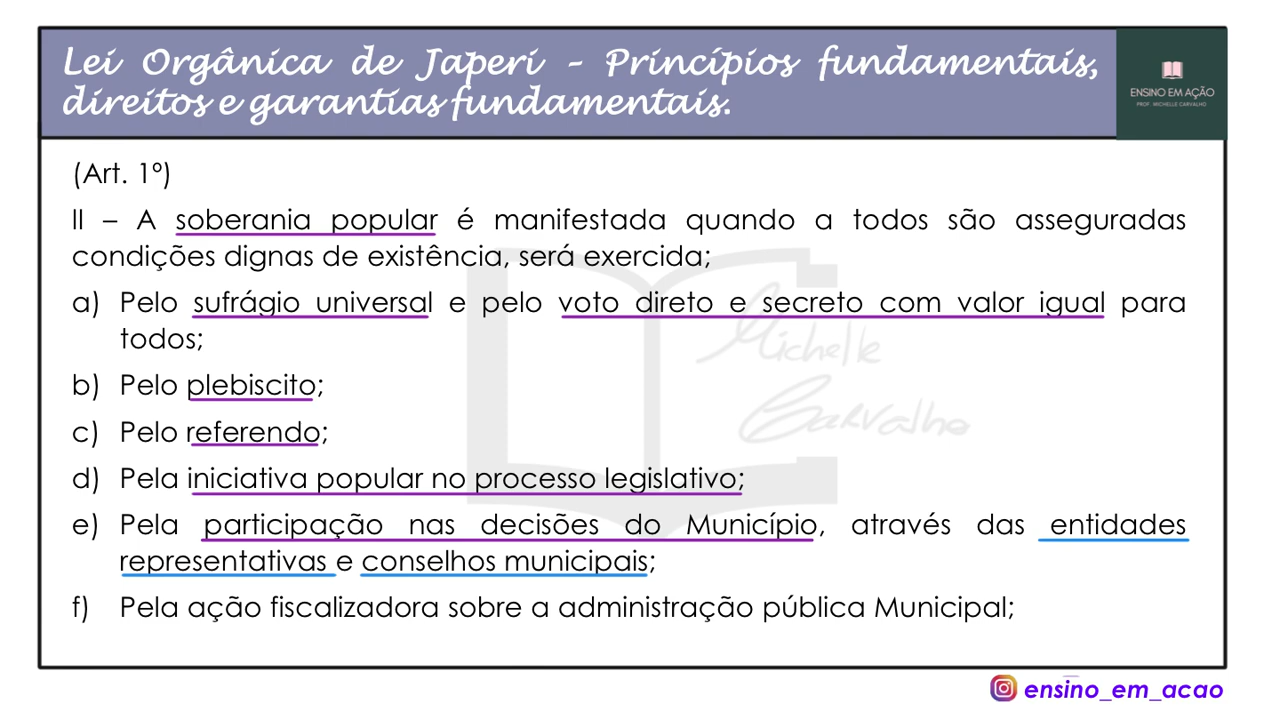 Lei Orgânica de Japeri – Princípios fundamentais,
direitos e garantias fundamentais.
ENSINO EM AÇÃO
PROF. MICHELLE CARVALHO
(Art. 1º)
II – A soberania popular é manifestada quando a todos são asseguradas
condições dignas de existência, será exercida;
a) Pelo sufrágio universal e pelo voto direto e secreto com valor igual para
todos;
b) Pelo plebiscito;
c) Pelo referendo;
d) Pela iniciativa popular no processo legislativo;
e) Pela participação nas decisões do Município, através das entidades
representativas e conselhos municipais;
f) Pela ação fiscalizadora sobre a administração pública Municipal;
Michelle
Carvalho
ensino_em_acao